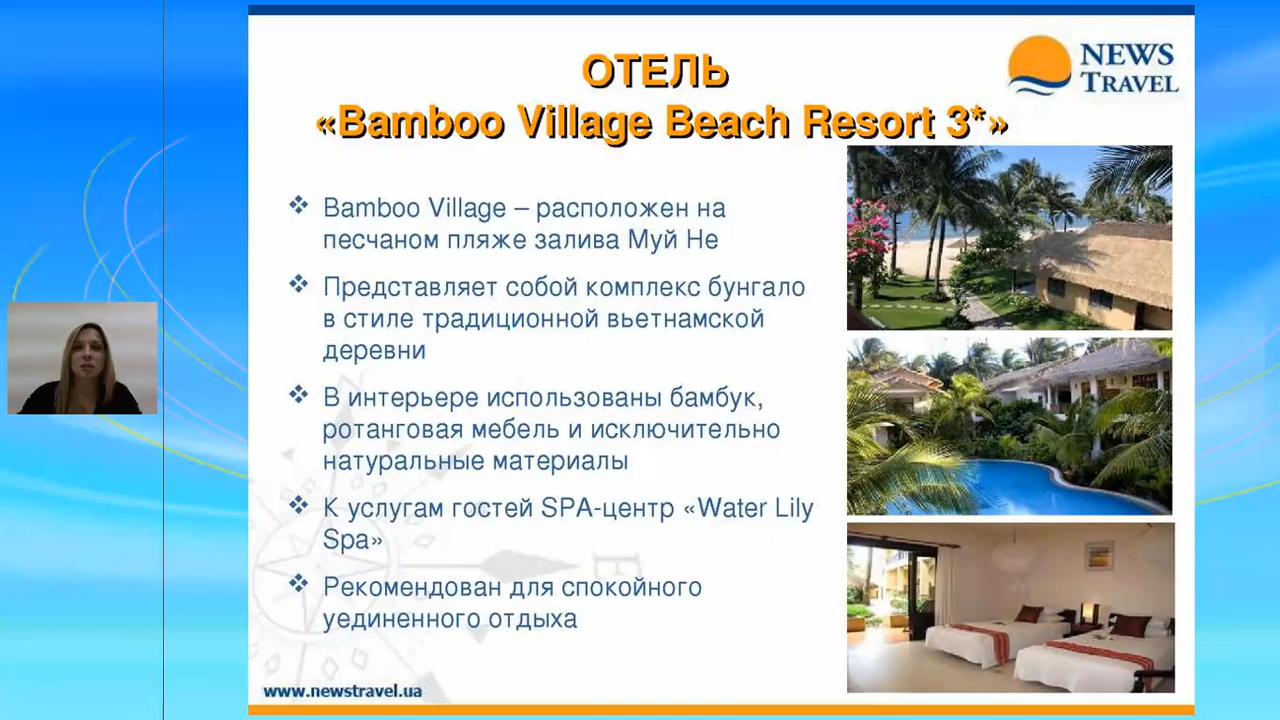 ОТЕЛЬ
«Bamboo Village Beach Resort 3*»
NEWS
TRAVEL
Bamboo Village – расположен на
песчаном пляже залива Муй Не
Представляет собой комплекс бунгало
в стиле традиционной вьетнамской
деревни
В интерьере использованы бамбук,
ротанговая мебель и исключительно
натуральные материалы
К услугам гостей SPA-центр «Water Lily
Spa»
Рекомендован для спокойного
уединенного отдыха
www.newstravel.ua